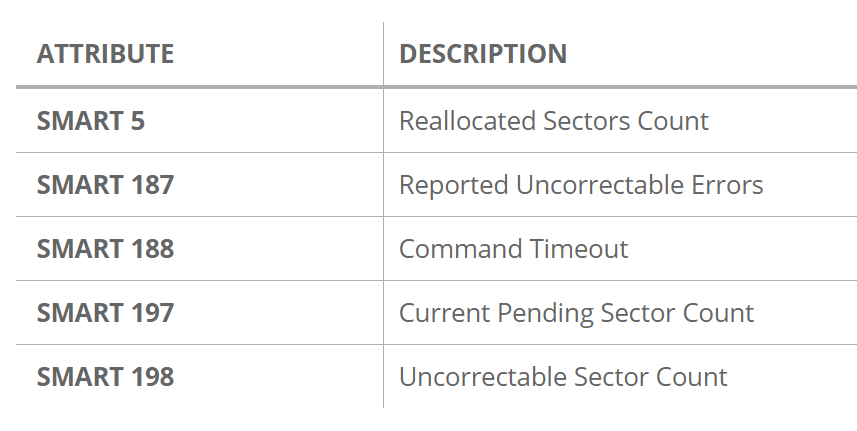 ATTRIBUTE DESCRIPTION
SMART 5 Reallocated Sectors Count
SMART 187 Reported Uncorrectable Errors
SMART 188 Command Timeout
SMART 197 Current Pending Sector Count
SMART 198 Uncorrectable Sector Count